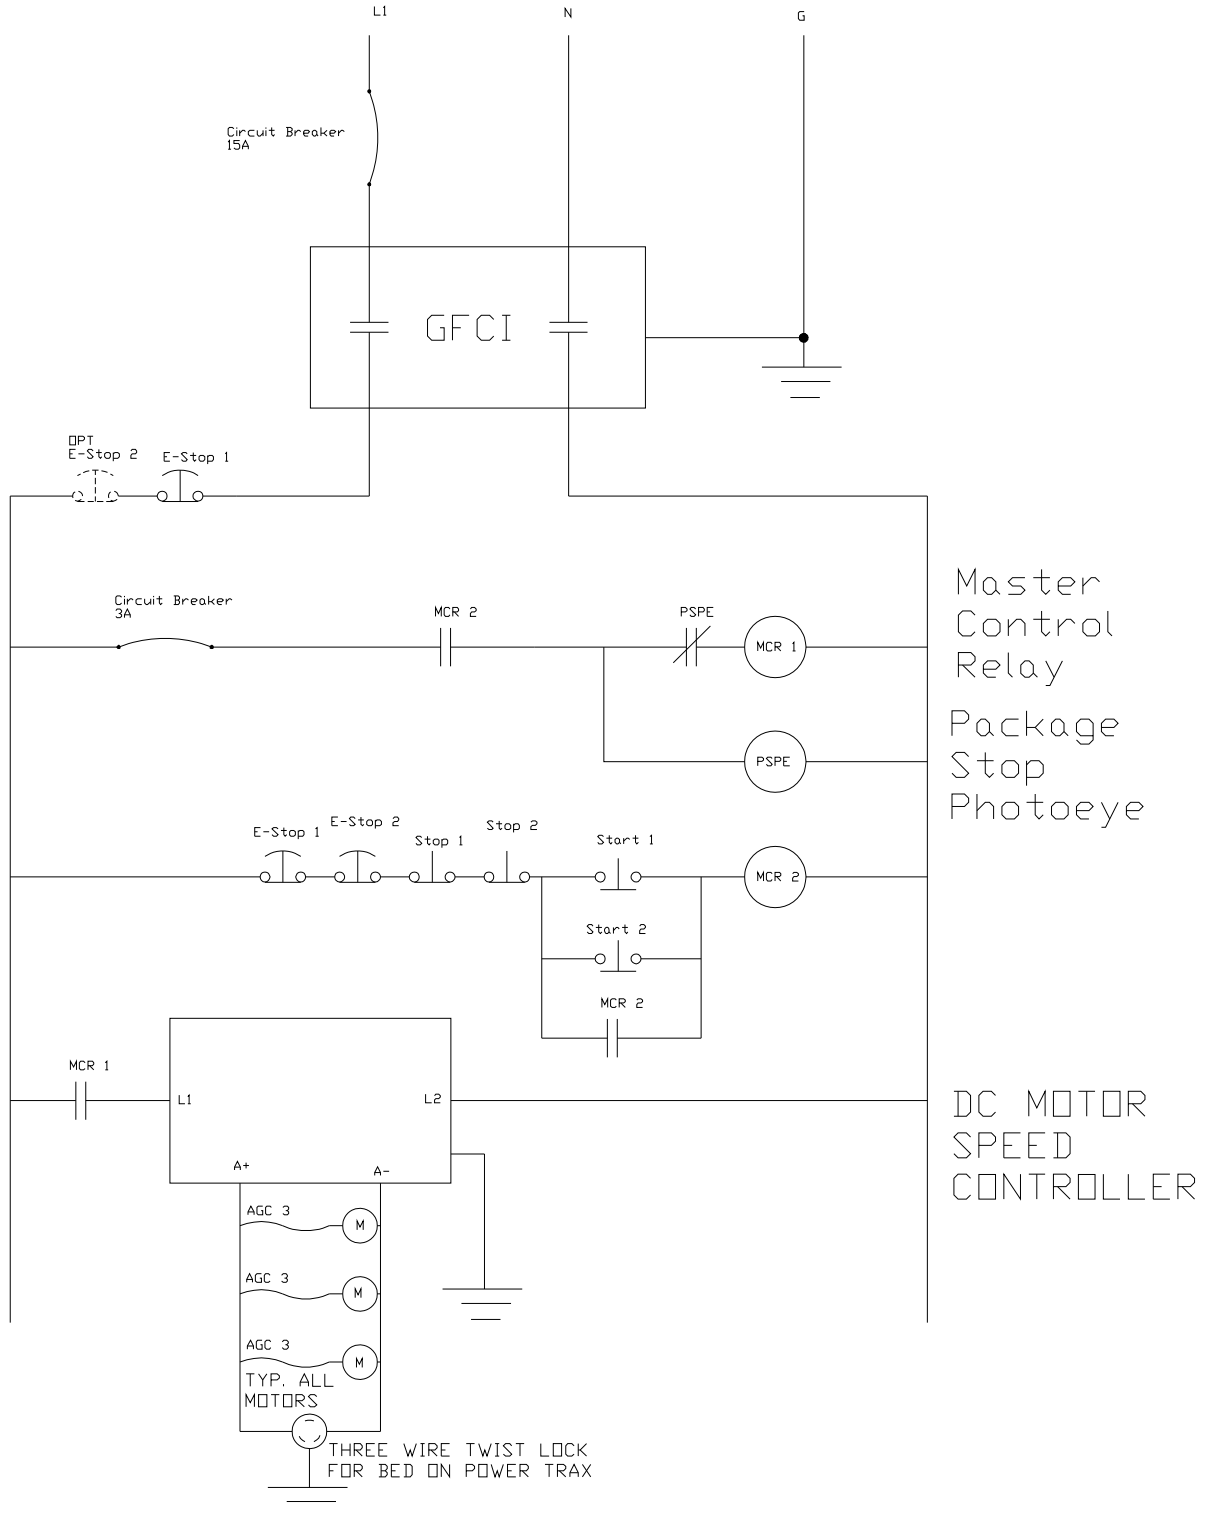 L1
N
G
Circuit Breaker
15A
GFCI
OPT
E-Stop 2
E-Stop 1
Circuit Breaker
3A
MCR 2
PSPE
MCR 1
Master
Control
Relay
PSPE
Package
Stop
Photoeye
E-Stop 1
E-Stop 2
Stop 1
Stop 2
Start 1
MCR 2
Start 2
MCR 2
MCR 1
L1
L2
A+
A-
DC MOTOR
SPEED
CONTROLLER
AGC 3
M
AGC 3
M
AGC 3
M
TYP. ALL
MOTORS
THREE WIRE TWIST LOCK
FOR BED ON POWER TRAX